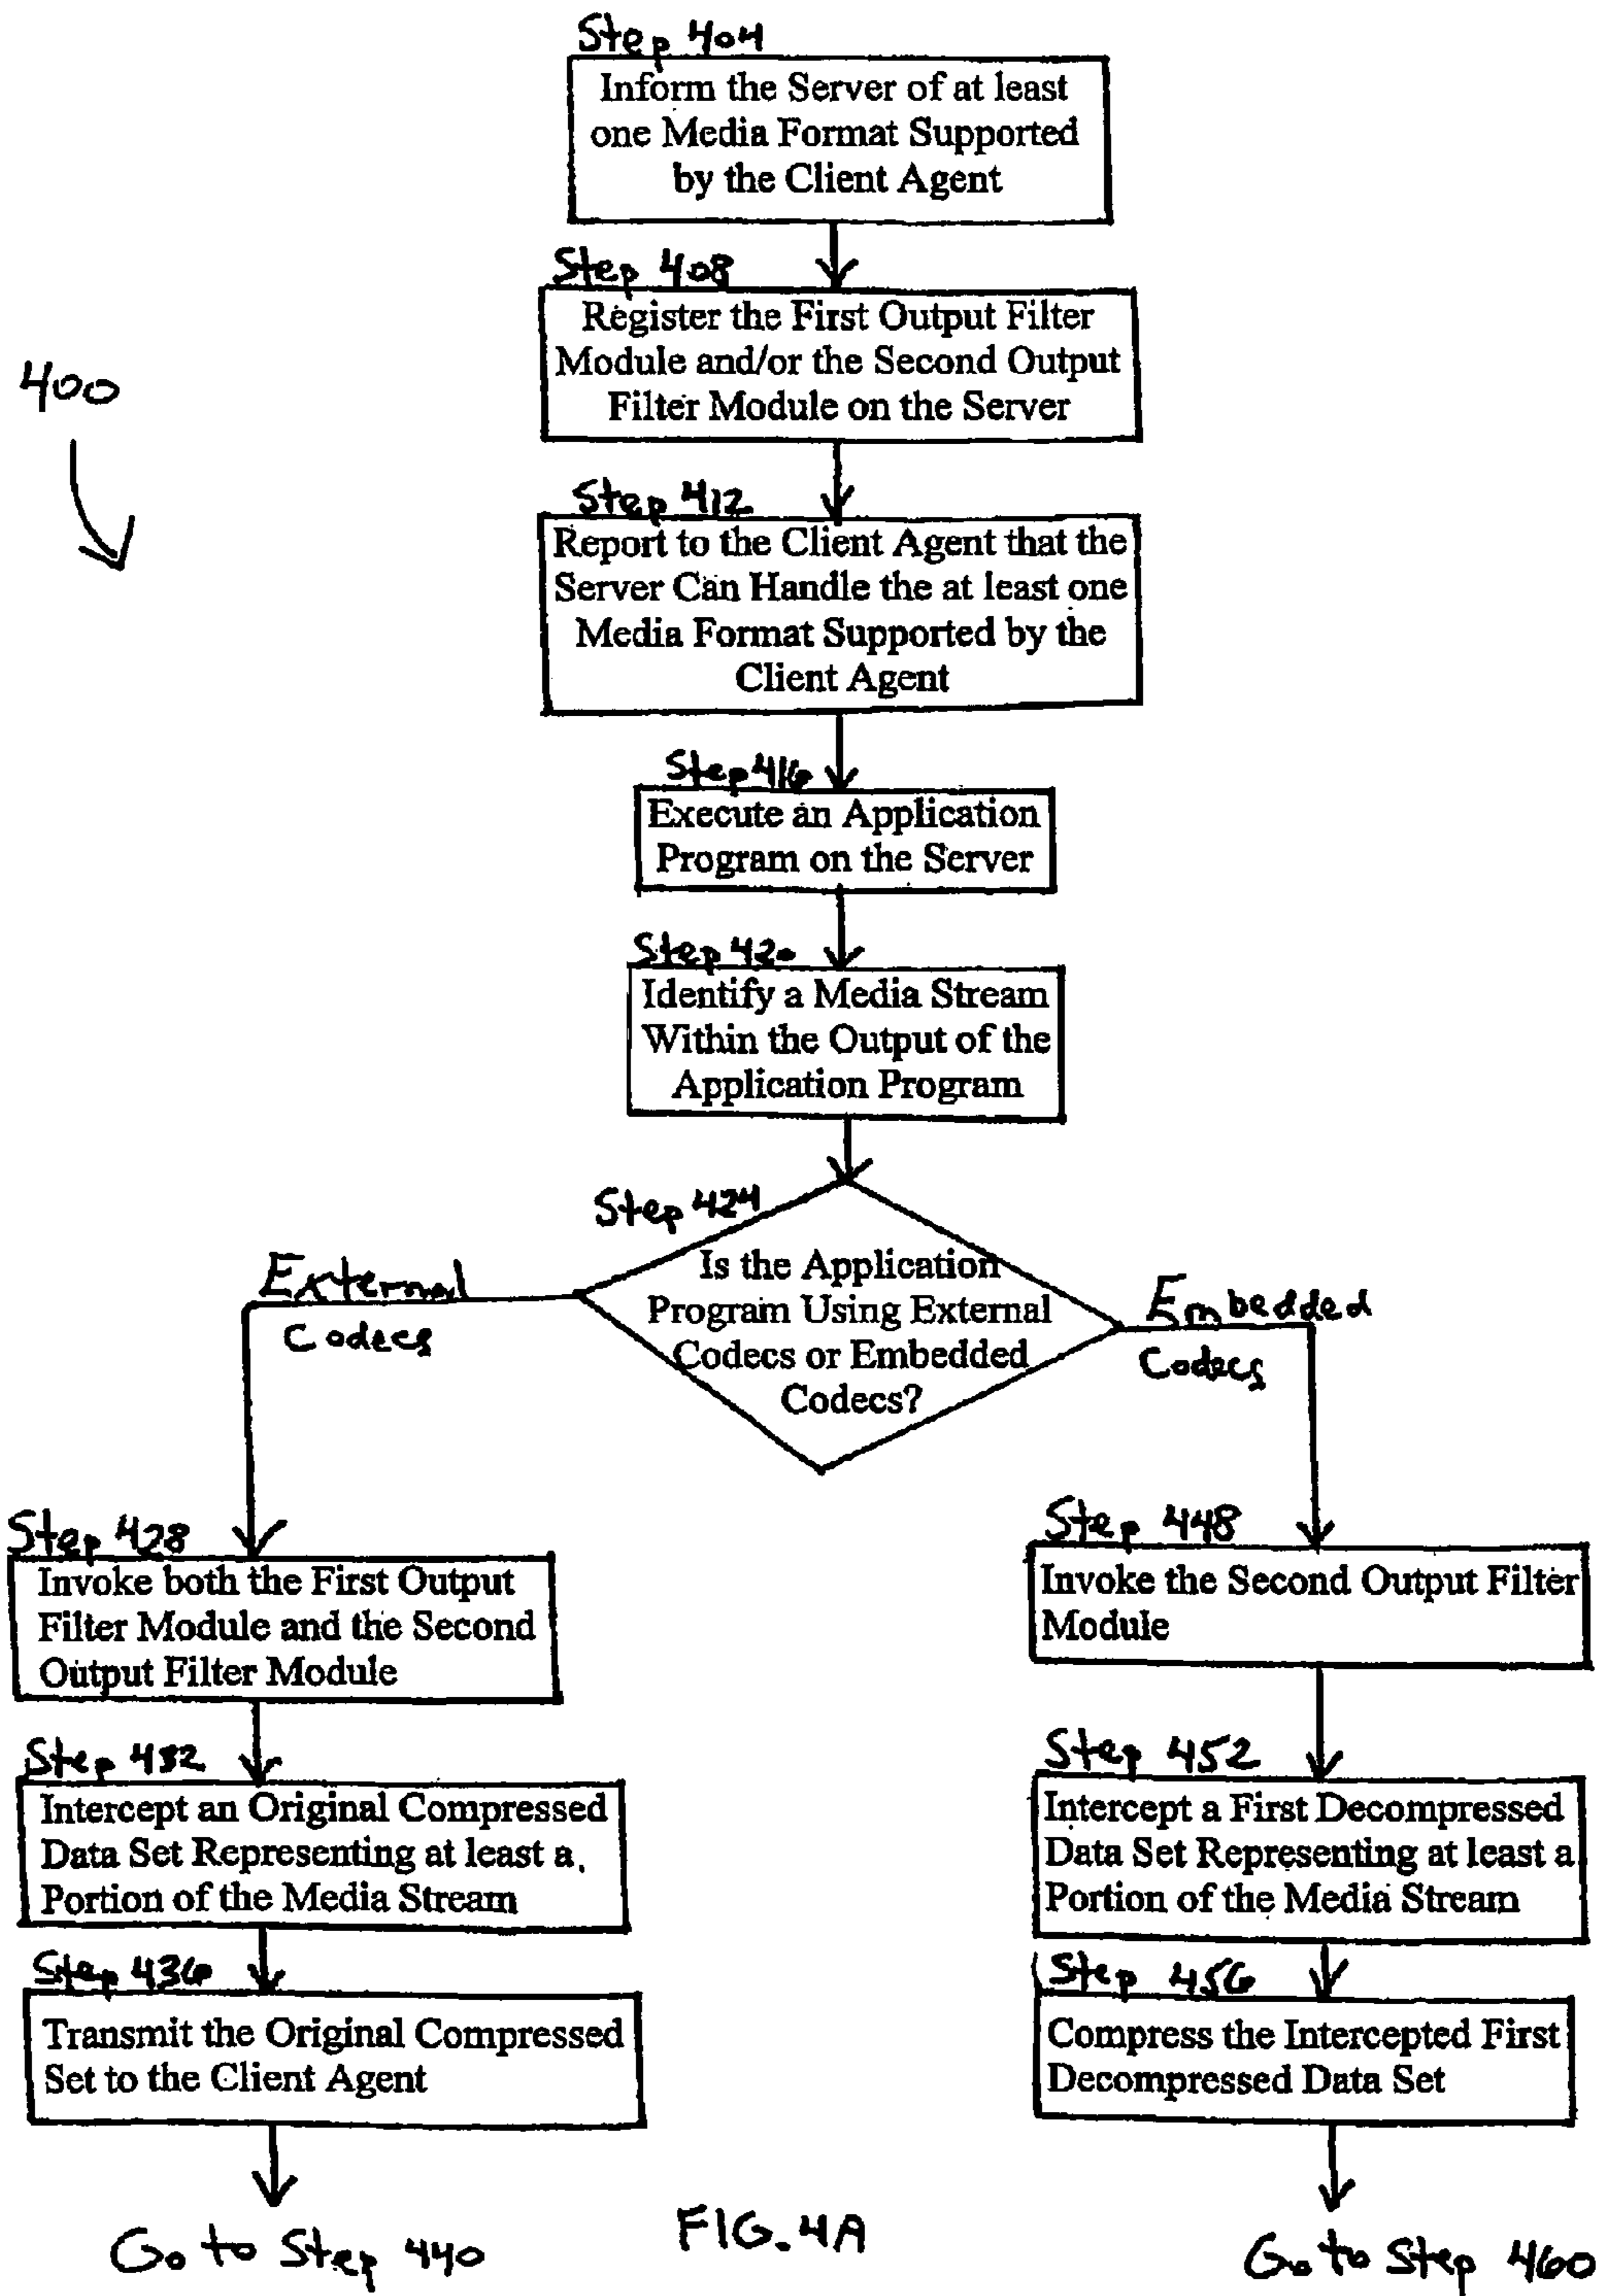 Step 404
Inform the Server of at least
one Media Format Supported
by the Client Agent
Step 408
Register the First Output Filter
Module and/or the Second Output
Filter Module on the Server
400
Step 412
Report to the Client Agent that the
Server Can Handle the at least one
Media Format Supported by the
Client Agent
Step 416
Execute an Application
Program on the Server
Step 420
Identify a Media Stream
Within the Output of the
Application Program
Step 424
Is the Application
Program Using External
Codecs or Embedded
Codecs?
External
Codecs
Embedded
Codecs
Step 428
Invoke both the First Output
Filter Module and the Second
Output Filter Module
Step 432
Intercept an Original Compressed
Data Set Representing at least a
Portion of the Media Stream
Step 436
Transmit the Original Compressed
Set to the Client Agent
Go to Step 440
Step 448
Invoke the Second Output Filter
Module
Step 452
Intercept a First Decompressed
Data Set Representing at least a
Portion of the Media Stream
Step 456
Compress the Intercepted First
Decompressed Data Set
Go to Step 460
FIG. 4A